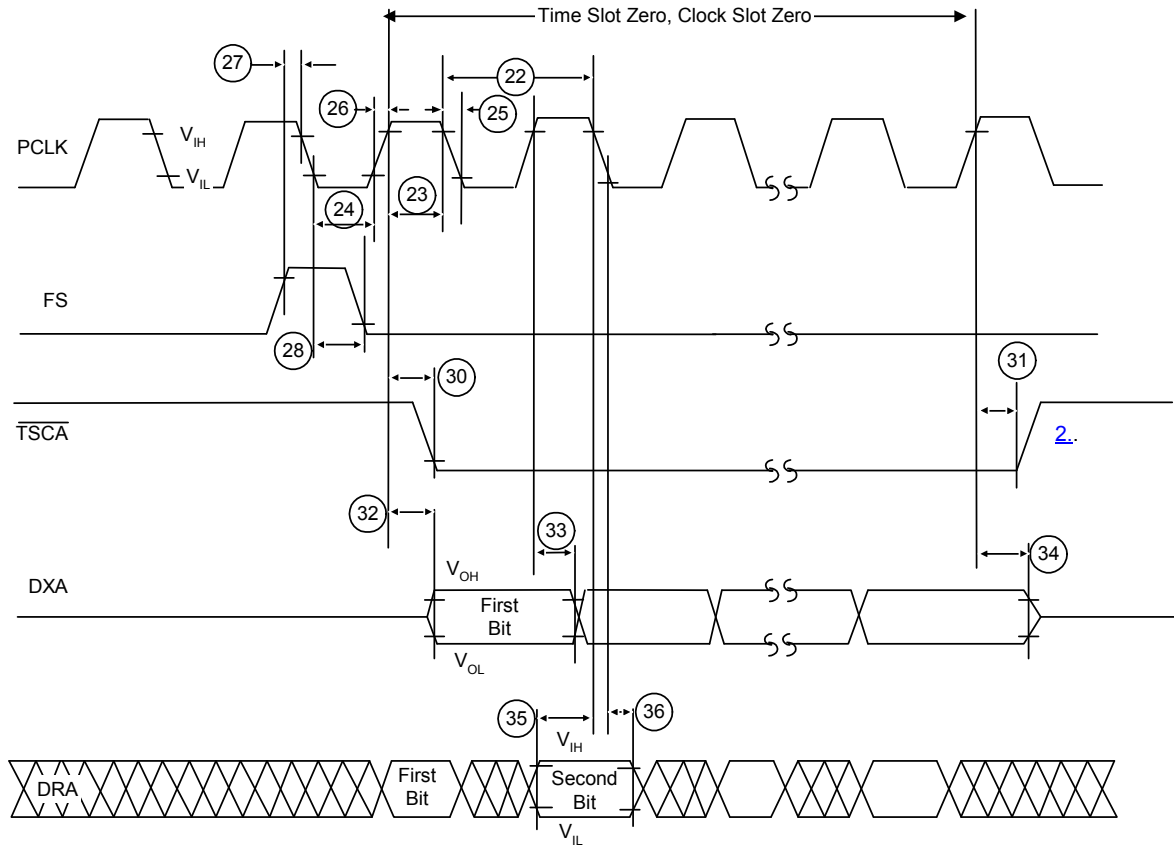 Time Slot Zero, Clock Slot Zero
27
22
26
25
PCLK
VIH
VIL
24
23
FS
28
30
31
TSCA
2..
32
33
34
DXA
VOH
First
Bit
VOL
35
36
VIH
DRA
First
Bit
Second
Bit
VIL